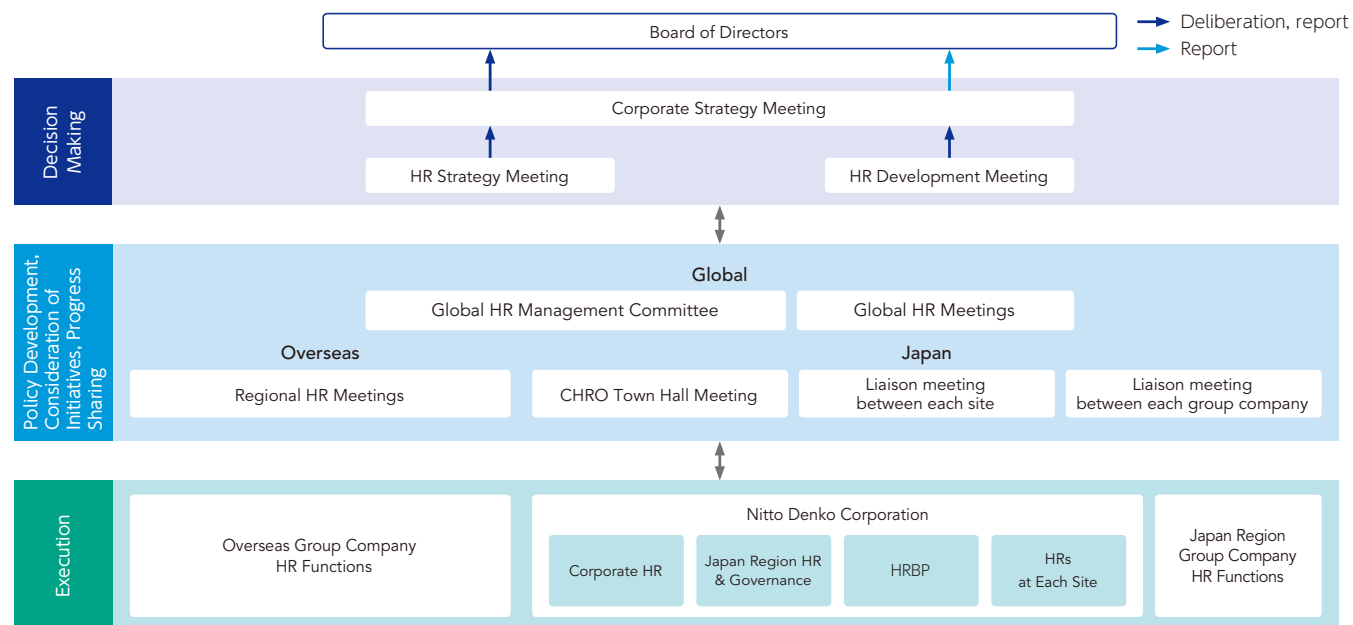 Board of Directors
Deliberation, report
Report
Decision
Making
Corporate Strategy Meeting
HR Strategy Meeting
HR Development Meeting
Policy Development,
Consideration of
Initiatives, Progress
Sharing
Global
Global HR Management Committee
Global HR Meetings
Overseas
Japan
Regional HR Meetings
CHRO Town Hall Meeting
Liaison meeting
between each site
Liaison meeting
between each group company
Execution
Overseas Group Company
HR Functions
Nitto Denko Corporation
Corporate HR
Japan Region HR
& Governance
HRBP
HRs
at Each Site
Japan Region
Group Company
HR Functions